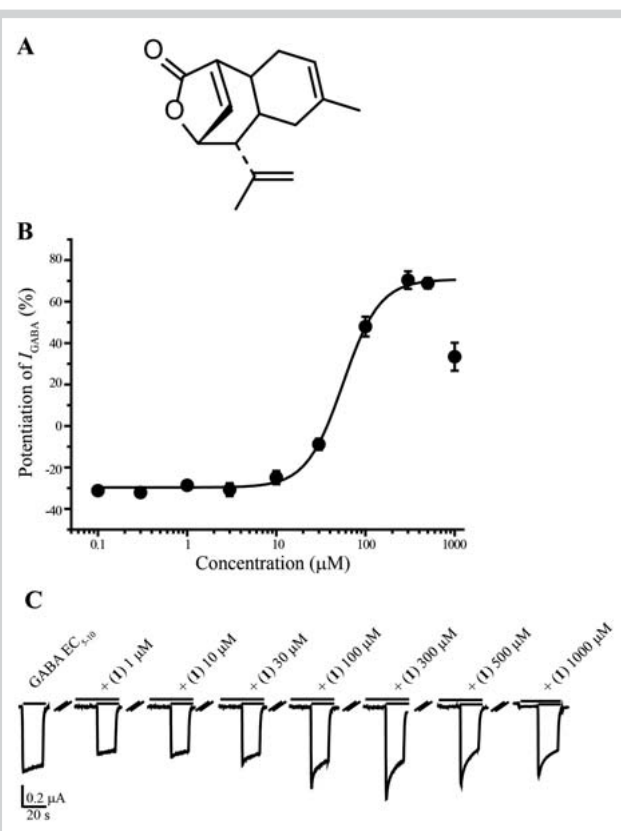 A
O
O
B
Potentiation of I_GABA (%)
80
60
40
20
0
-20
-40
0.1 1 10 100 1000
Concentration (μM)
C
GABA EC₅₋₁₀
+ (1) 1 μM
+ (1) 10 μM
+ (1) 30 μM
+ (1) 100 μM
+ (1) 300 μM
+ (1) 500 μM
+ (1) 1000 μM
0.2 μA
20 s